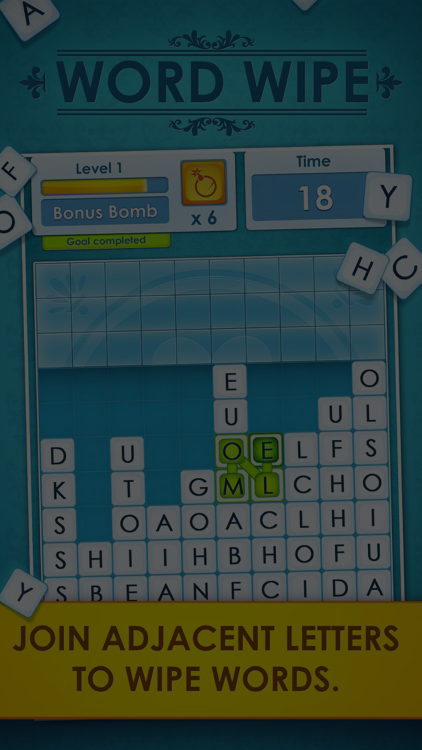 A
WORD WIPE
Level 1
Time
F
Bonus Bomb
x 6
18
Y
O
Goal completed
H C
E O
U U L
D U O E L F S
K T G M L C H O
S O A O A C L H I
S H I I H B H O F U
Y
S B E A N F C I D A
JOIN ADJACENT LETTERS
TO WIPE WORDS.